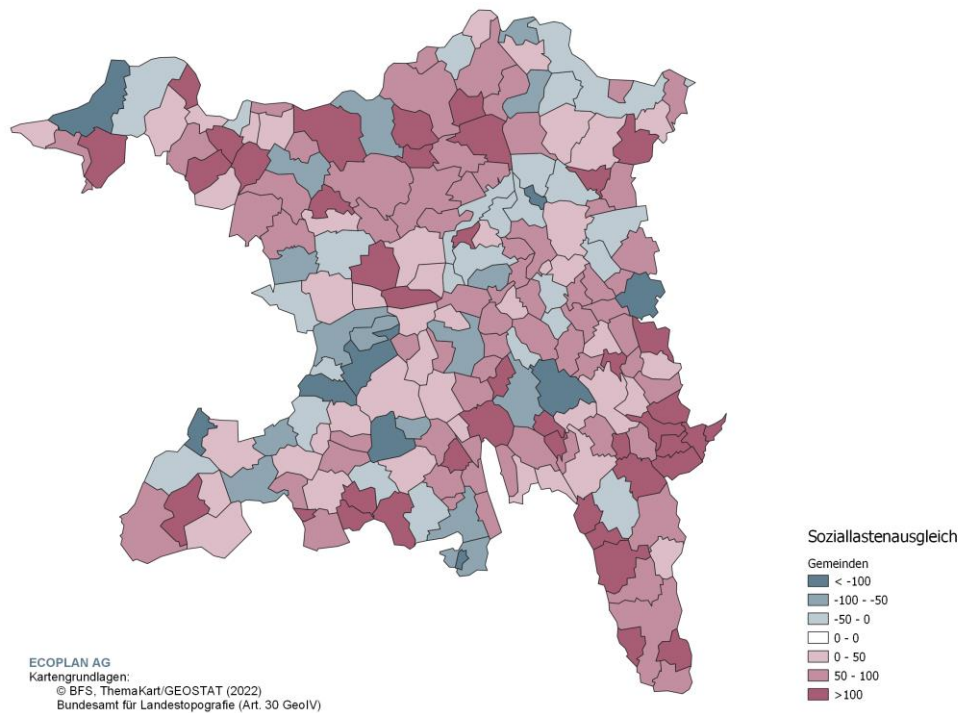 Soziallastenausgleich
Gemeinden
< -100
-100 - -50
-50 - 0
0 - 0
0 - 50
50 - 100
>100
ECOPLAN AG
Kartengrundlagen:
© BFS, ThemaKart/GEOSTAT (2022)
Bundesamt für Landestopografie (Art. 30 GeoIV)